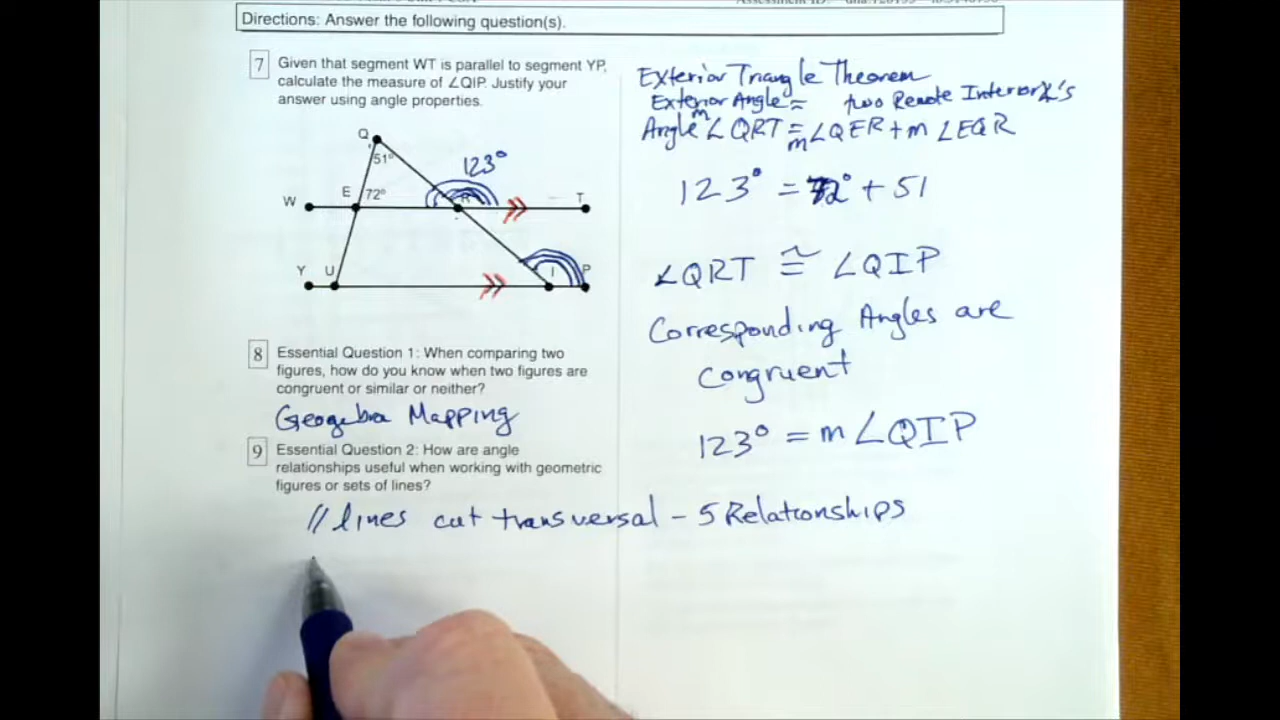 Directions: Answer the following question(s).
7 Given that segment WT is parallel to segment YP,
calculate the measure of ∠QIP. Justify your
answer using angle properties.
Q
51°
123°
E 72°
W
R
T
Y U
I
P
8 Essential Question 1: When comparing two
figures, how do you know when two figures are
congruent or similar or neither?
Geogebra Mapping
9 Essential Question 2: How are angle
relationships useful when working with geometric
figures or sets of lines?
// lines cut transversal - 5 Relationships
Exterior Triangle Theorem
Exterior Angle = two Remote Interior ∠'s
Angle m∠QRT = m∠QER + m∠EQR
123° = 72° + 51
∠QRT ≅ ∠QIP
Corresponding Angles are
congruent
123° = m∠QIP